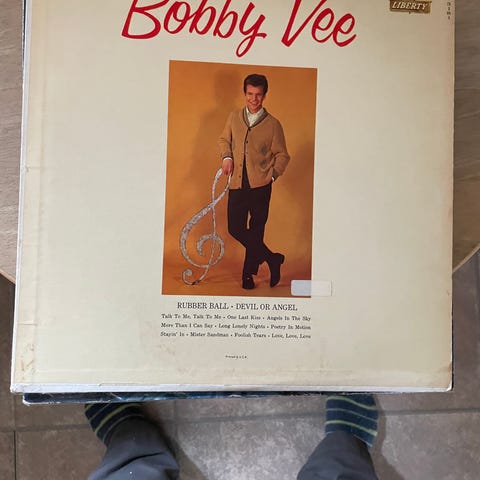 Bobby Vee
LIBERTY
RUBBER BALL • DEVIL OR ANGEL
Talk To Me, Talk To Me • One Last Kiss • Angels In The Sky
More Than I Can Say • Long Lonely Nights • Poetry In Motion
Stayin' In • Mister Sandman • Foolish Tears • Love, Love, Love